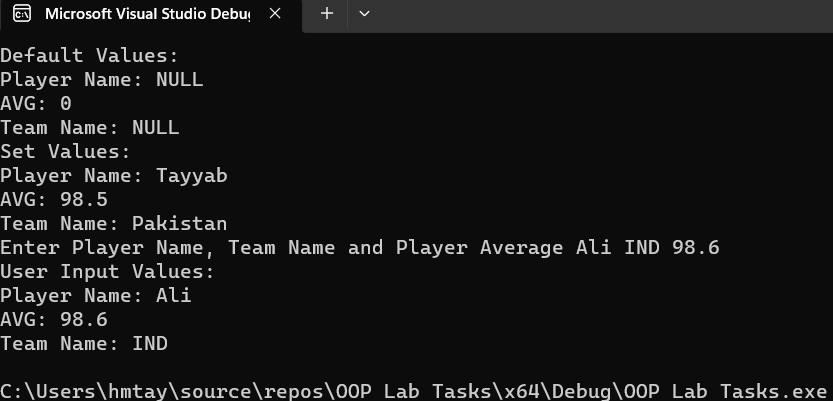 Microsoft Visual Studio Debug
Default Values:
Player Name: NULL
AVG: 0
Team Name: NULL
Set Values:
Player Name: Tayyab
AVG: 98.5
Team Name: Pakistan
Enter Player Name, Team Name and Player Average Ali IND 98.6
User Input Values:
Player Name: Ali
AVG: 98.6
Team Name: IND
C:\Users\hmtay\source\repos\OOP Lab Tasks\x64\Debug\OOP Lab Tasks.exe